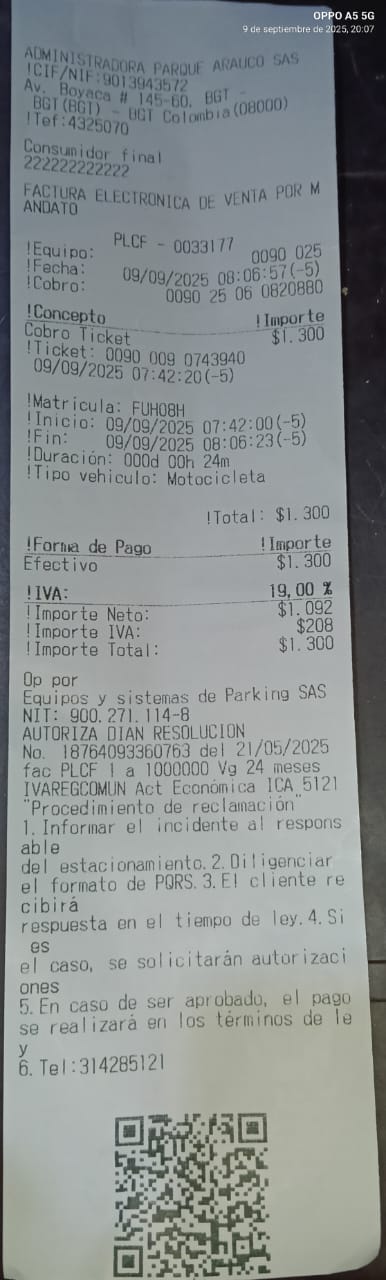 OPPO A5 5G
9 de septiembre de 2025, 20:07
ADMINISTRADORA PARQUE ARAUCO SAS
!CIF/NIF:9013943572
Av. Boyaca # 145-60. BGT -
BGT(BGT) - BGT Colombia(08000)
!Tef:4325070
Consumidor final
222222222222
FACTURA ELECTRONICA DE VENTA POR M
ANDATO
PLCF - 0033177
!Equipo: 0090 025
!Fecha: 09/09/2025 08:06:57(-5)
!Cobro: 0090 25 06 0820880
!Concepto !Importe
Cobro Ticket $1.300
!Ticket: 0090 009 0743940
09/09/2025 07:42:20(-5)
!Matricula: FUH08H
!Inicio: 09/09/2025 07:42:00(-5)
!Fin: 09/09/2025 08:06:23(-5)
!Duración: 000d 00h 24m
!Tipo vehiculo: Motocicleta
!Total: $1.300
!Forma de Pago !Importe
Efectivo $1.300
!IVA: 19,00 %
!Importe Neto: $1.092
!Importe IVA: $208
!Importe Total: $1.300
Op por
Equipos y sistemas de Parking SAS
NIT: 900.271.114-8
AUTORIZA DIAN RESOLUCION
No. 18764093360763 del 21/05/2025
fac PLCF 1 a 1000000 Vg 24 meses
IVAREGCOMUN Act Económica ICA 5121
"Procedimiento de reclamación"
1. Informar el incidente al respons
able
del estacionamiento. 2. Diligenciar
el formato de PQRS. 3. El cliente re
cibirá
respuesta en el tiempo de ley. 4. Si
es
el caso, se solicitarán autorizaci
ones
5. En caso de ser aprobado, el pago
se realizará en los términos de le
y
6. Tel:314285121